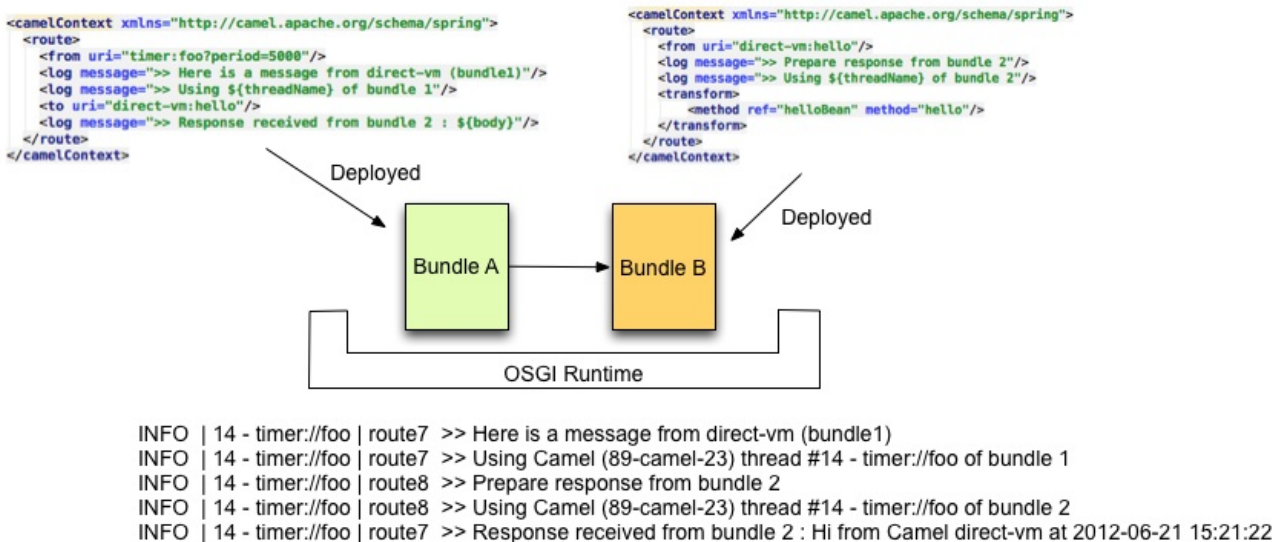 <camelContext xmlns="http://camel.apache.org/schema/spring">
<route>
<from uri="timer:foo?period=5000"/>
<log message=">> Here is a message from direct-vm (bundle1)"/>
<log message=">> Using ${threadName} of bundle 1"/>
<to uri="direct-vm:hello"/>
<log message=">> Response received from bundle 2 : ${body}"/>
</route>
</camelContext>
<camelContext xmlns="http://camel.apache.org/schema/spring">
<route>
<from uri="direct-vm:hello"/>
<log message=">> Prepare response from bundle 2"/>
<log message=">> Using ${threadName} of bundle 2"/>
<transform>
<method ref="helloBean" method="hello"/>
</transform>
</route>
</camelContext>
Deployed
Deployed
Bundle A
Bundle B
OSGI Runtime
INFO | 14 - timer://foo | route7 >> Here is a message from direct-vm (bundle1)
INFO | 14 - timer://foo | route7 >> Using Camel (89-camel-23) thread #14 - timer://foo of bundle 1
INFO | 14 - timer://foo | route8 >> Prepare response from bundle 2
INFO | 14 - timer://foo | route8 >> Using Camel (89-camel-23) thread #14 - timer://foo of bundle 2
INFO | 14 - timer://foo | route7 >> Response received from bundle 2 : Hi from Camel direct-vm at 2012-06-21 15:21:22